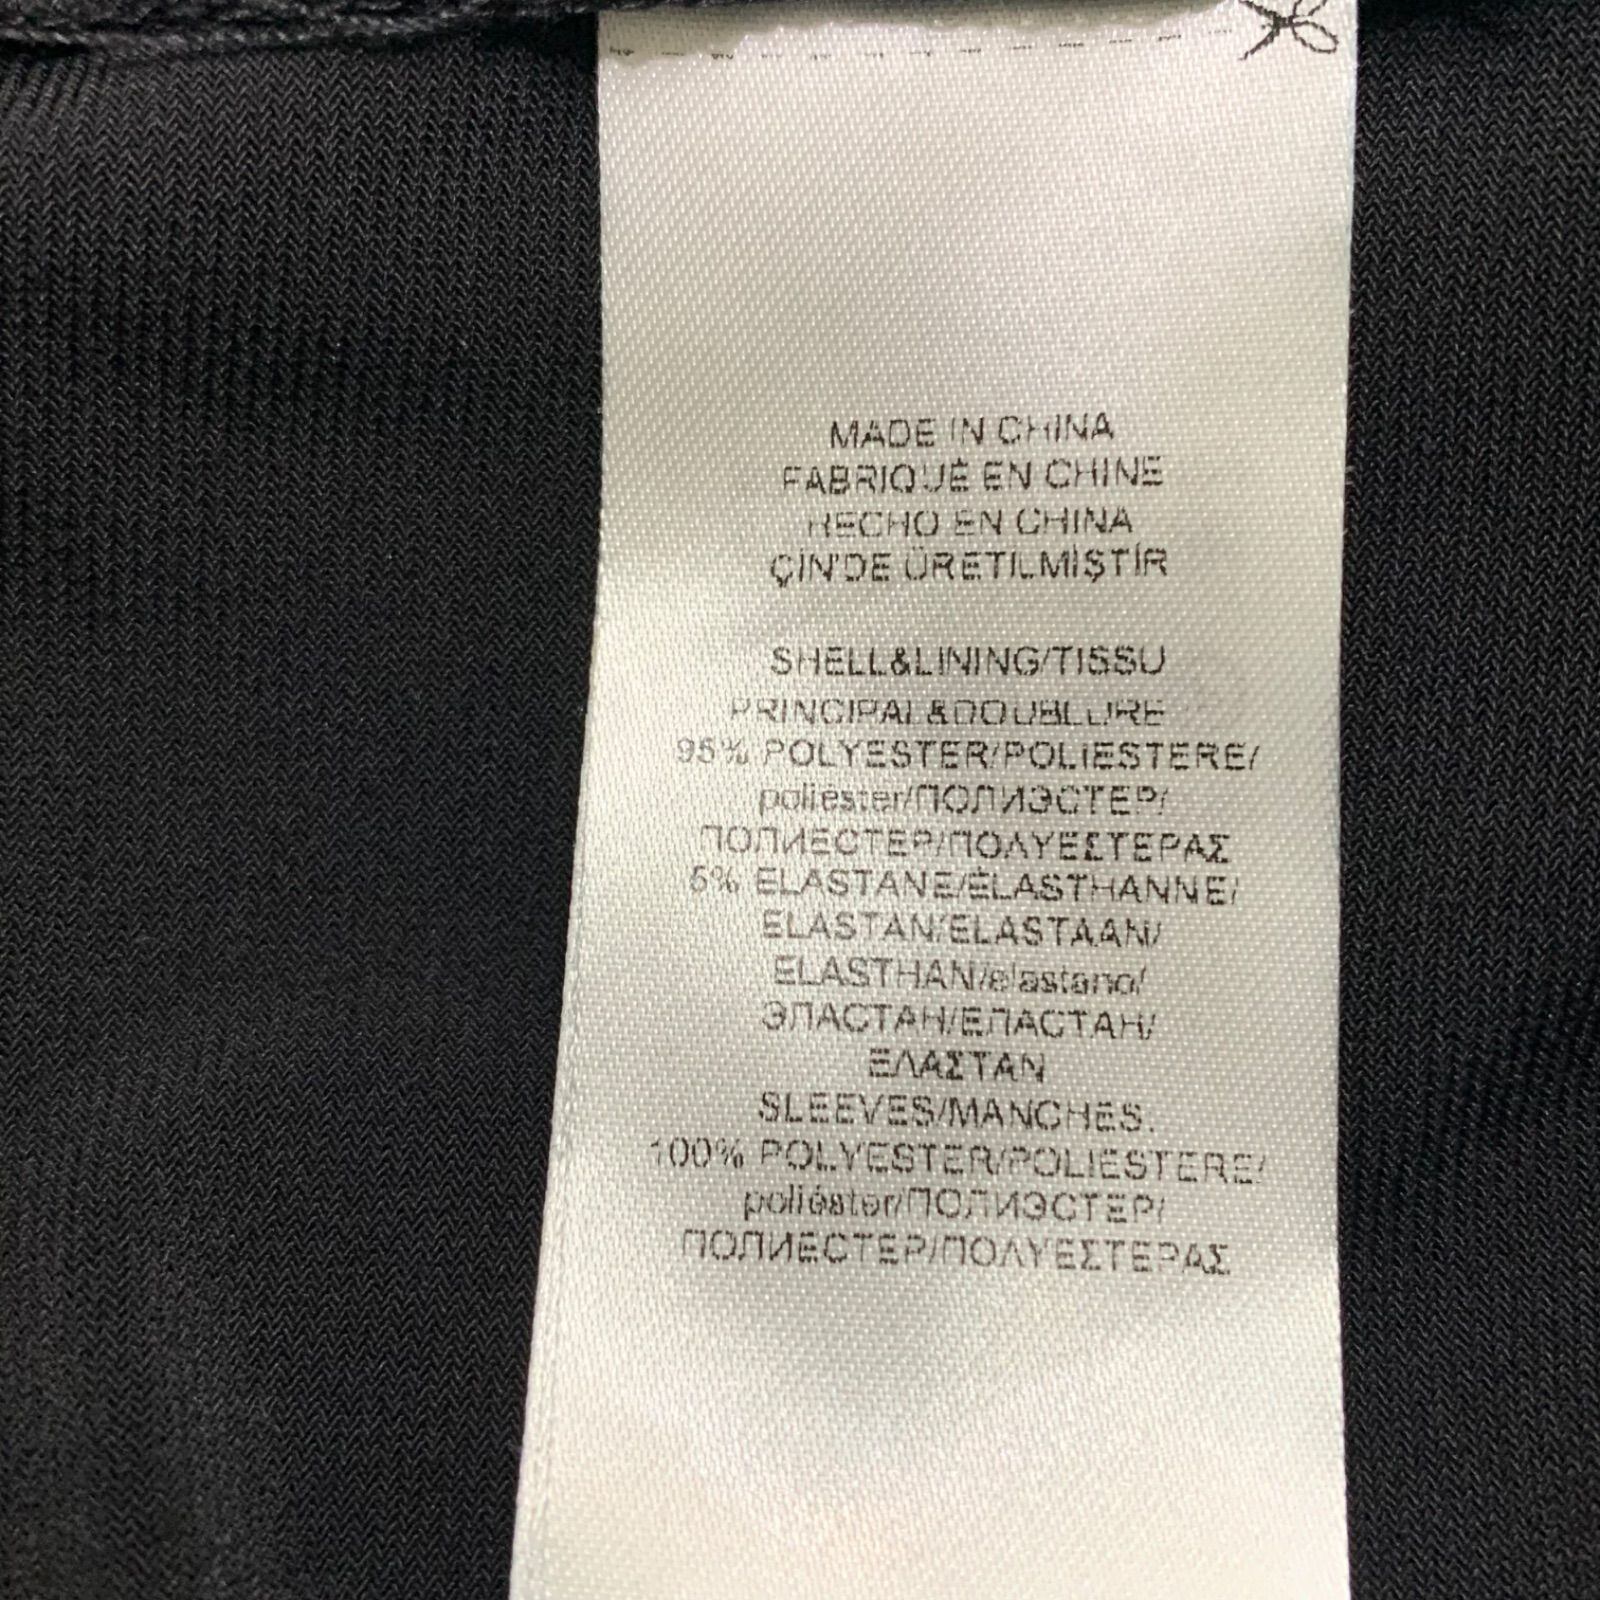 MADE IN CHINA
FABRIQUÉ EN CHINE
HECHO EN CHINA
ÇİN'DE ÜRETILMİŞTİR
SHELL&LINING/TISSU
PRINCIPAL&DOUBLURE
95% POLYESTER/POLIESTERE/
poliéster/ПОЛИЭСТЕР/
ПОЛИЕСТЕР/ΠΟΛΥΕΣΤΕΡΑΣ
5% ELASTANE/ÉLASTHANNE/
ELASTAN/ELASTAAN/
ELASTHAN/elastano/
ЭЛАСТАН/ЕЛАСТАН/
ΕΛΑΣΤΑΝ
SLEEVES/MANCHES.
100% POLYESTER/POLIESTERE/
poliéster/ПОЛИЭСТЕР/
ПОЛИЕСТЕР/ΠΟΛΥΕΣΤΕΡΑΣ